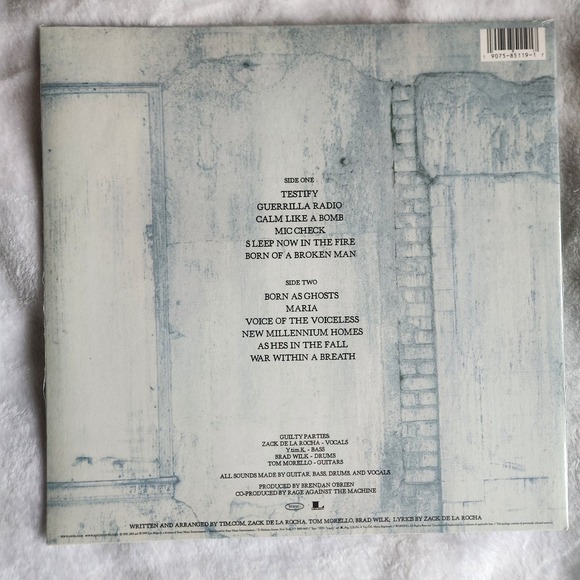 1 9075-85119-1 7
SIDE ONE
TESTIFY
GUERRILLA RADIO
CALM LIKE A BOMB
MIC CHECK
SLEEP NOW IN THE FIRE
BORN OF A BROKEN MAN
SIDE TWO
BORN AS GHOSTS
MARIA
VOICE OF THE VOICELESS
NEW MILLENNIUM HOMES
ASHES IN THE FALL
WAR WITHIN A BREATH
GUILTY PARTIES
ZACK DE LA ROCHA - VOCALS
Y.tim.K. - BASS
BRAD WILK - DRUMS
TOM MORELLO - GUITARS
ALL SOUNDS MADE BY GUITAR, BASS, DRUMS, AND VOCALS
PRODUCED BY BRENDAN O'BRIEN
CO-PRODUCED BY RAGE AGAINST THE MACHINE
WRITTEN AND ARRANGED BY TIM.COM, ZACK DE LA ROCHA, TOM MORELLO, BRAD WILK; LYRICS BY ZACK DE LA ROCHA